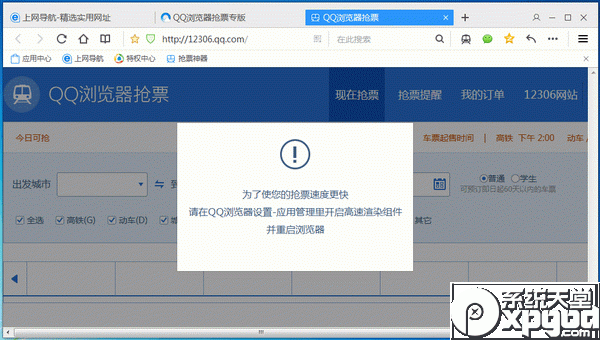 上网导航-精选实用网址
QQ浏览器抢票专版
QQ浏览器抢票
http://12306.qq.com/
在此搜索
应用中心
上网导航
特权中心
抢票神器
QQ浏览器抢票
现在抢票
抢票提醒
我的订单
12306网站
今日可抢
车票起售时间 | 高铁 下午 2:00 动车
出发城市
到
普通
学生
可预订即日起60天以内的车票
全选
高铁(G)
动车(D)
其它
为了使您的抢票速度更快
请在QQ浏览器设置-应用管理里开启高速渲染组件
并重启浏览器
系统天堂
pxpgod.com